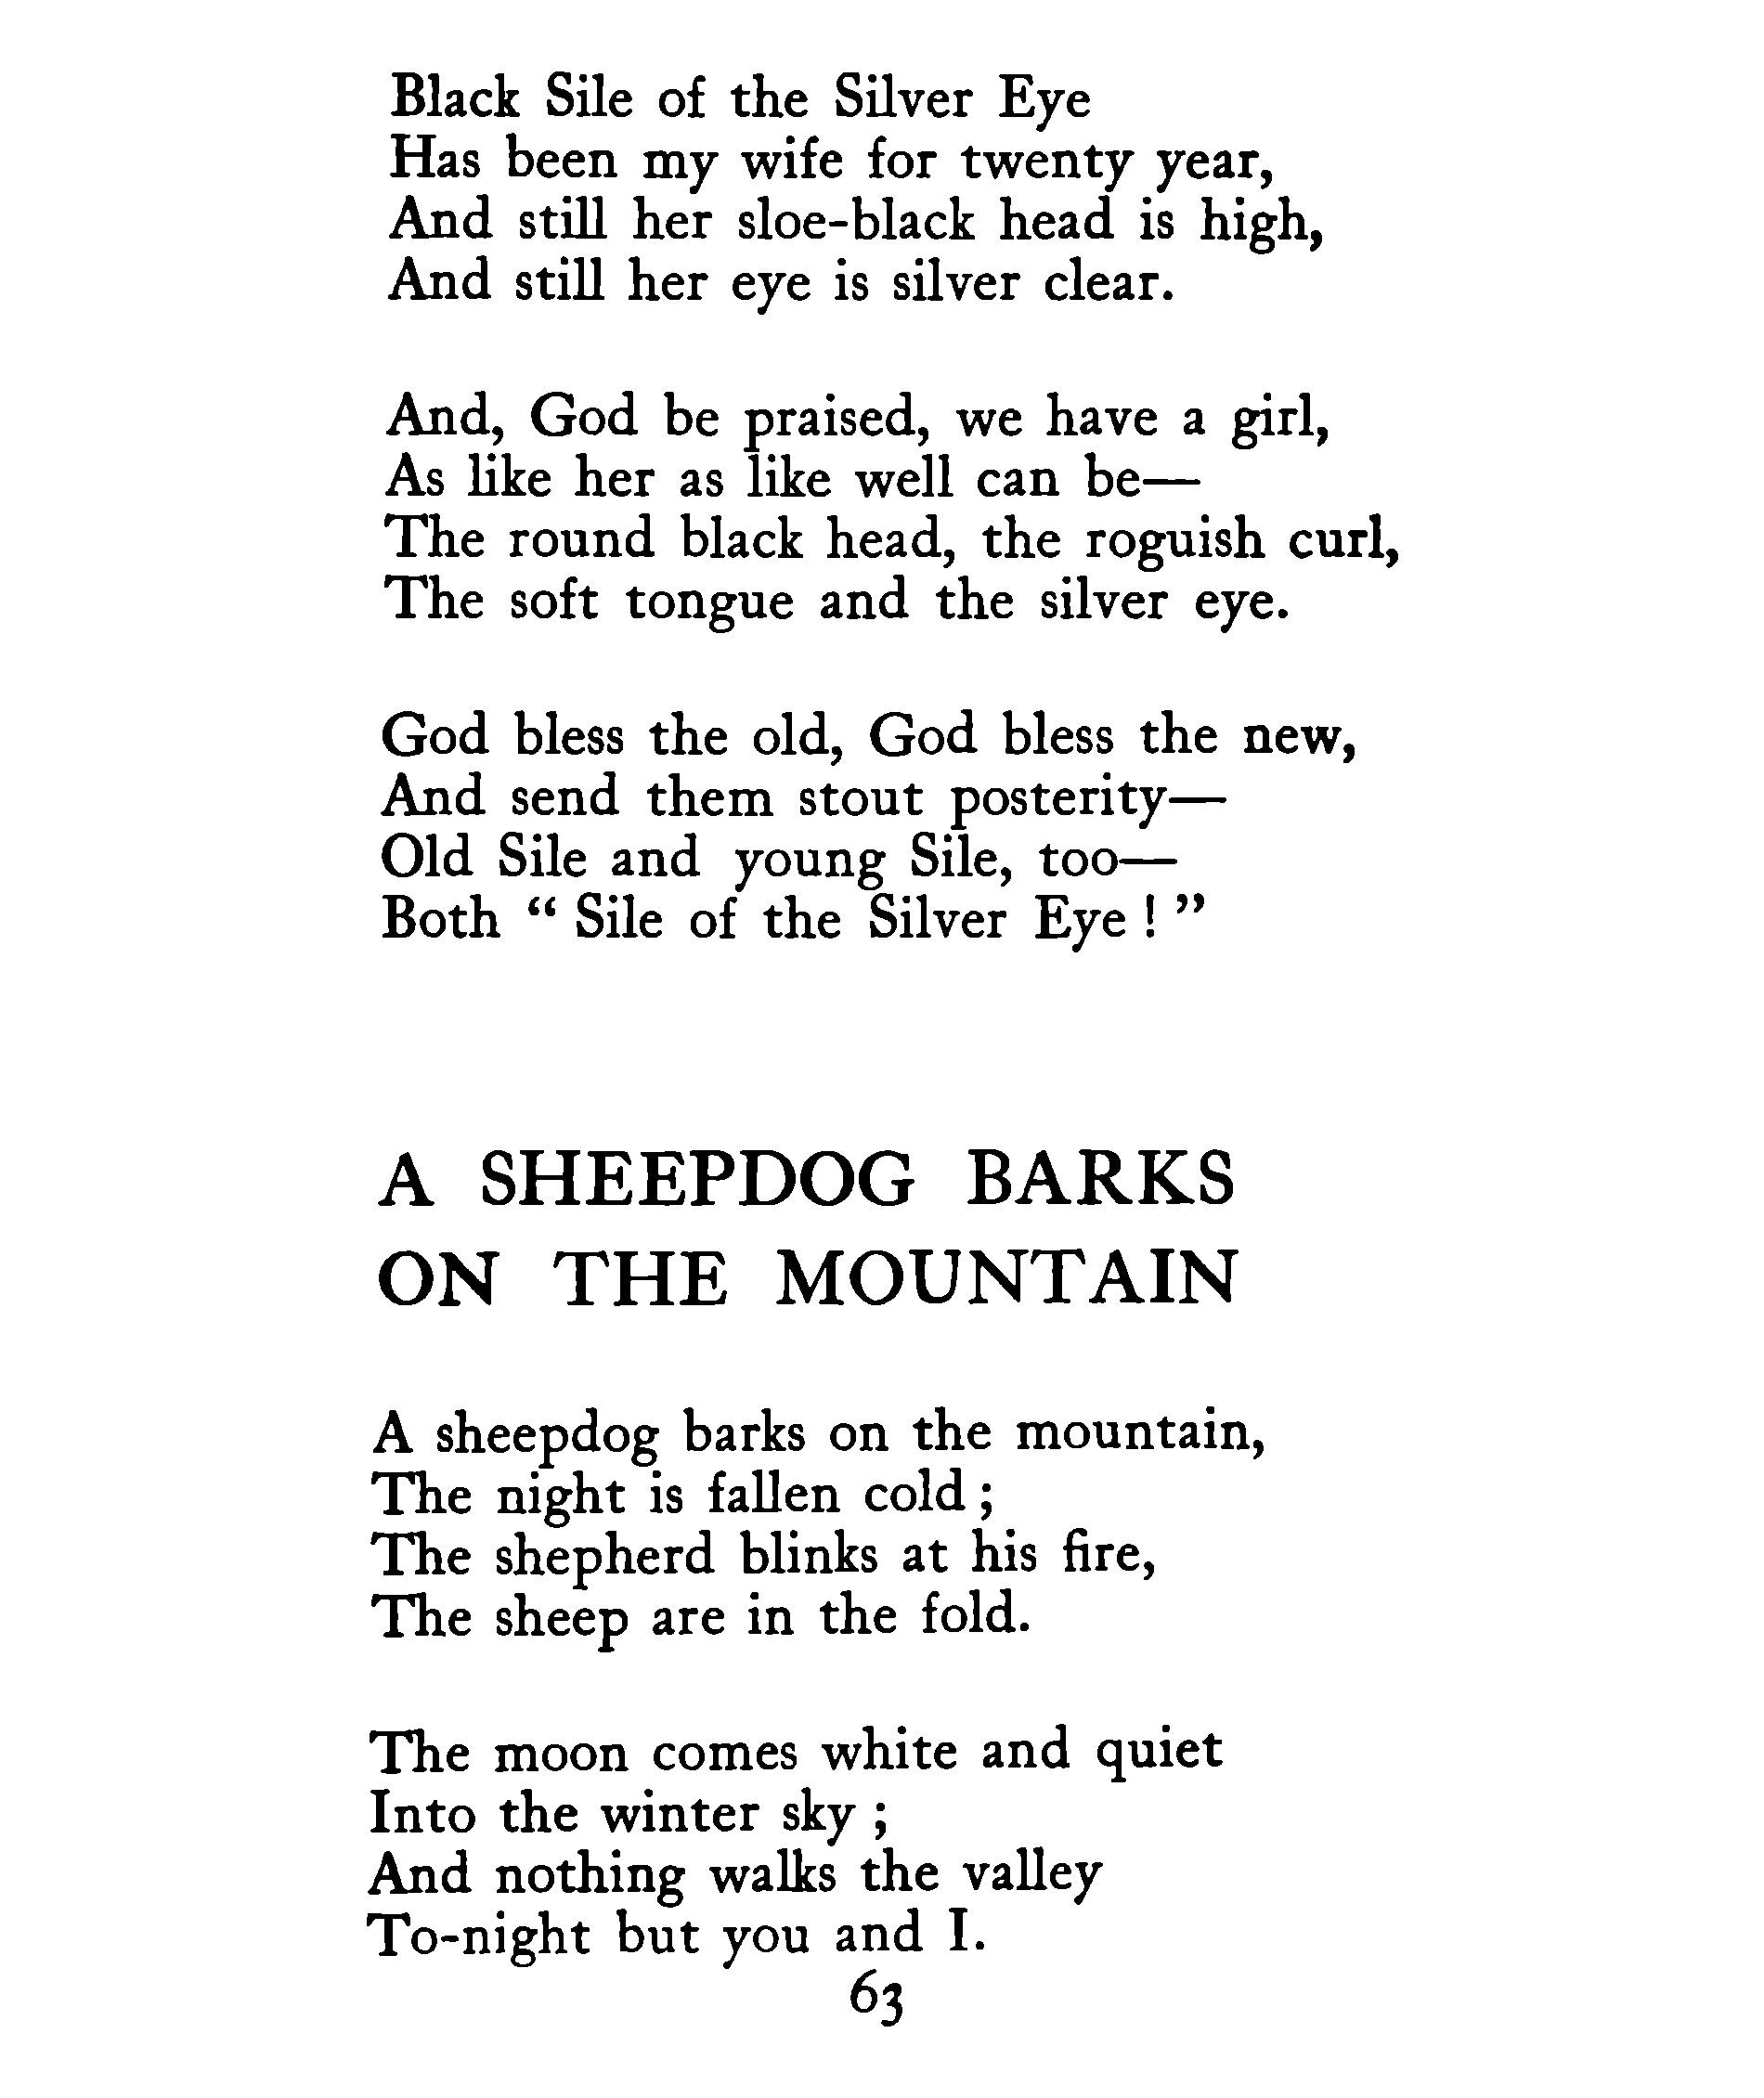 Black Sile of the Silver Eye
Has been my wife for twenty year,
And still her sloe-black head is high,
And still her eye is silver clear.

And, God be praised, we have a girl,
As like her as like well can be—
The round black head, the roguish curl,
The soft tongue and the silver eye.

God bless the old, God bless the new,
And send them stout posterity—
Old Sile and young Sile, too—
Both “ Sile of the Silver Eye ! ”

A SHEEPDOG BARKS
ON THE MOUNTAIN

A sheepdog barks on the mountain,
The night is fallen cold ;
The shepherd blinks at his fire,
The sheep are in the fold.

The moon comes white and quiet
Into the winter sky ;
And nothing walks the valley
To-night but you and I.
63